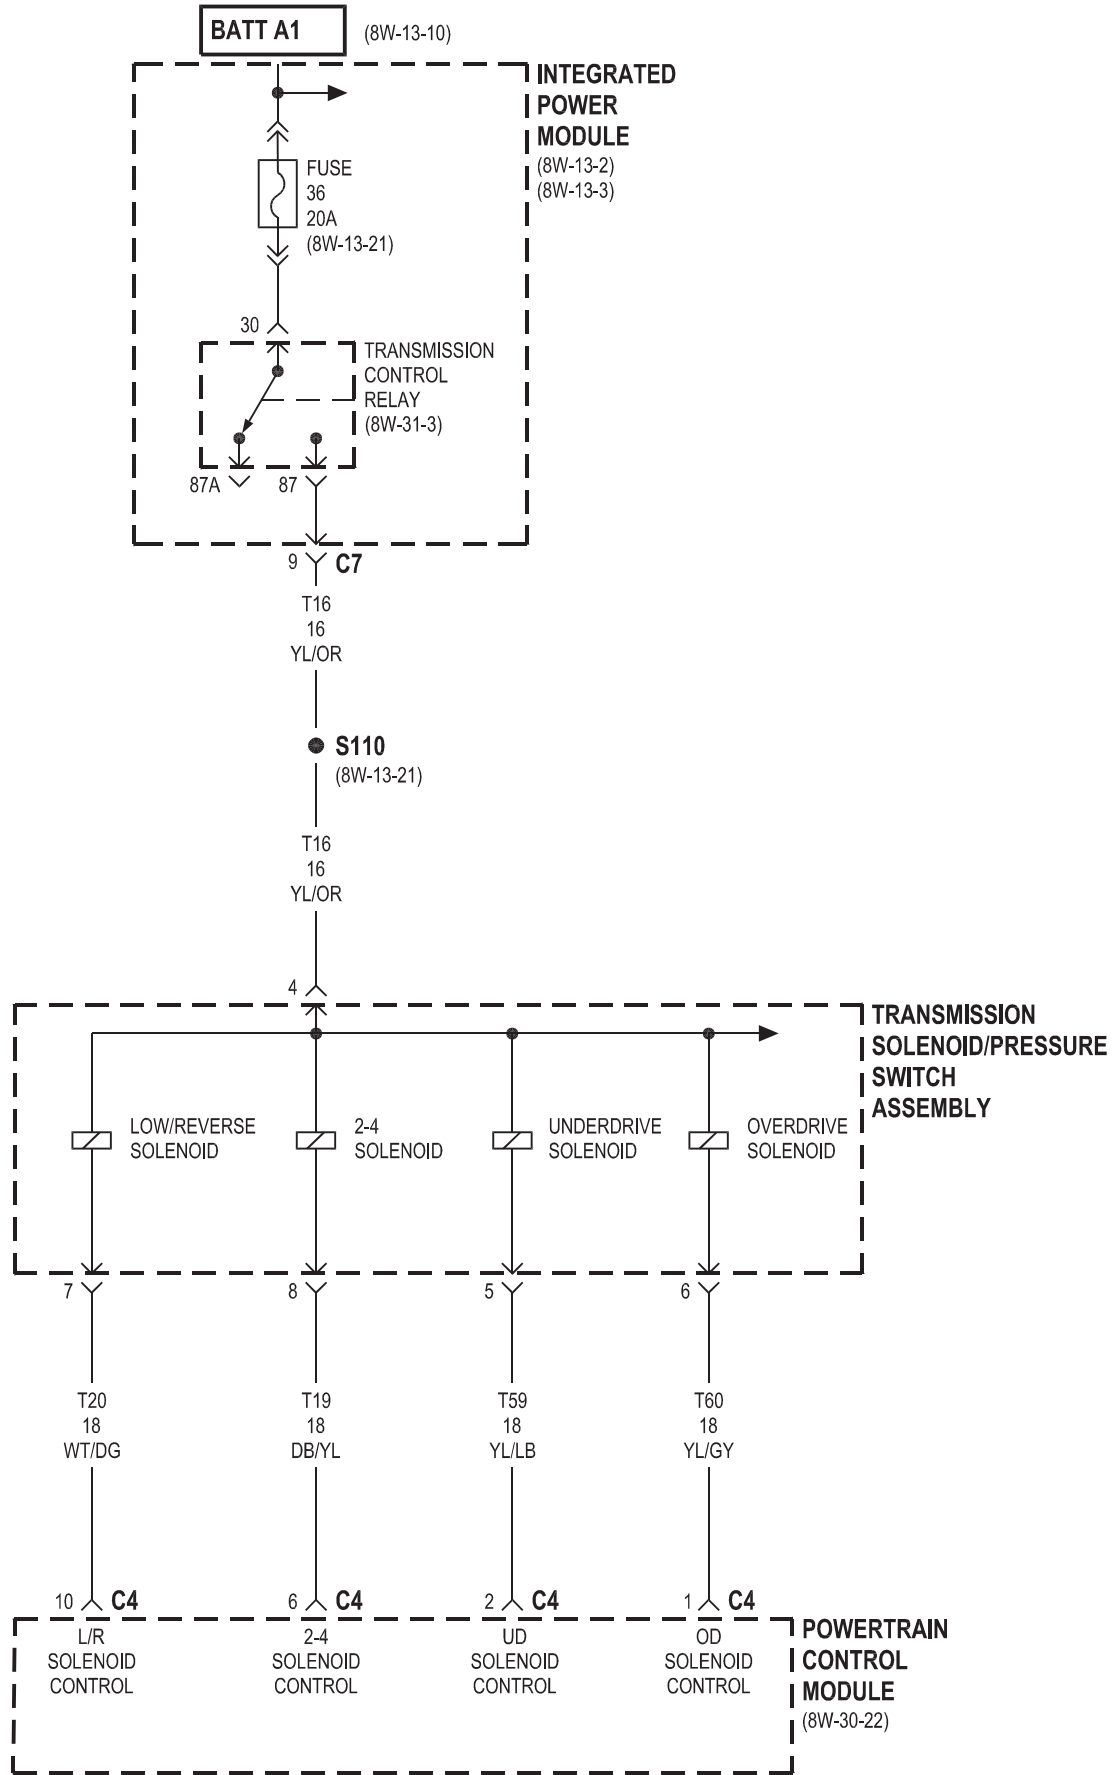 BATT A1
(8W-13-10)
INTEGRATED
POWER
MODULE
(8W-13-2)
(8W-13-3)
FUSE
36
20A
(8W-13-21)
30
TRANSMISSION
CONTROL
RELAY
(8W-31-3)
87A
87
9
C7
T16
16
YL/OR
S110
(8W-13-21)
T16
16
YL/OR
4
TRANSMISSION
SOLENOID/PRESSURE
SWITCH
ASSEMBLY
LOW/REVERSE
SOLENOID
2-4
SOLENOID
UNDERDRIVE
SOLENOID
OVERDRIVE
SOLENOID
7
8
5
6
T20
18
WT/DG
T19
18
DB/YL
T59
18
YL/LB
T60
18
YL/GY
10
C4
6
C4
2
C4
1
C4
L/R
SOLENOID
CONTROL
2-4
SOLENOID
CONTROL
UD
SOLENOID
CONTROL
OD
SOLENOID
CONTROL
POWERTRAIN
CONTROL
MODULE
(8W-30-22)